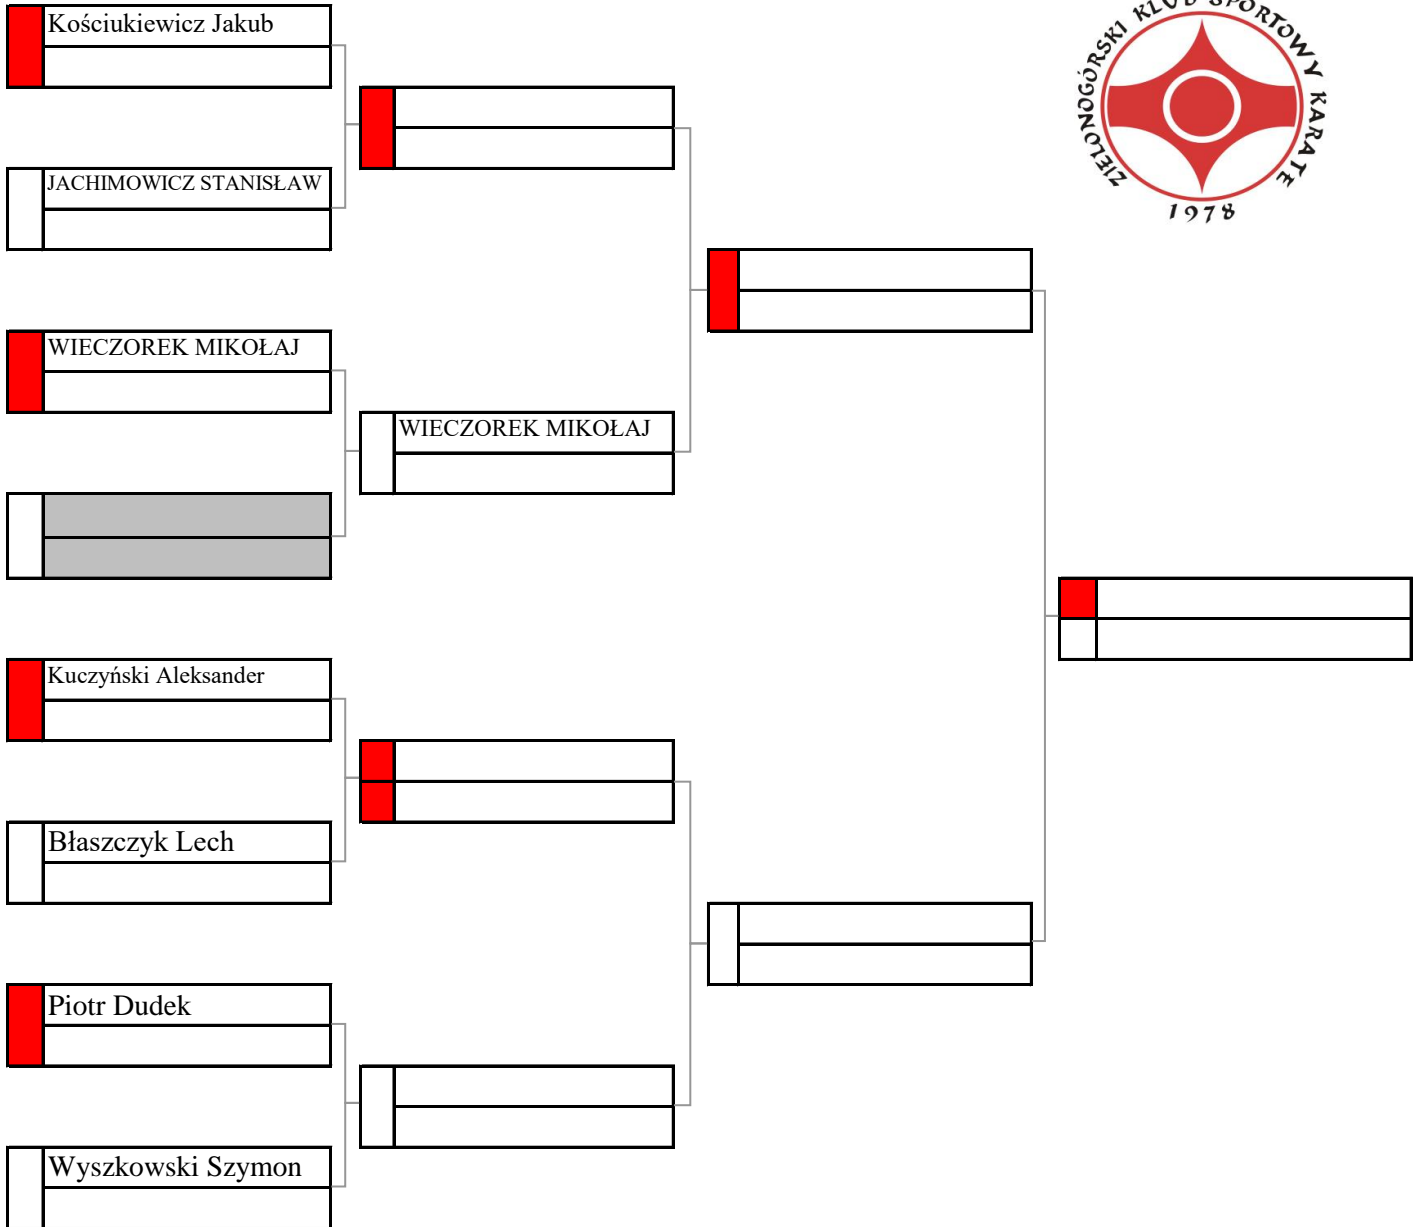 Kościukiewicz Jakub
JACHIMOWICZ STANISŁAW
WIECZOREK MIKOŁAJ
WIECZOREK MIKOŁAJ
Kuczyński Aleksander
Błaszczyk Lech
Piotr Dudek
Wyszkowski Szymon
ZIELONOGÓRSKI KLUB SPORTOWY KARATE
1978